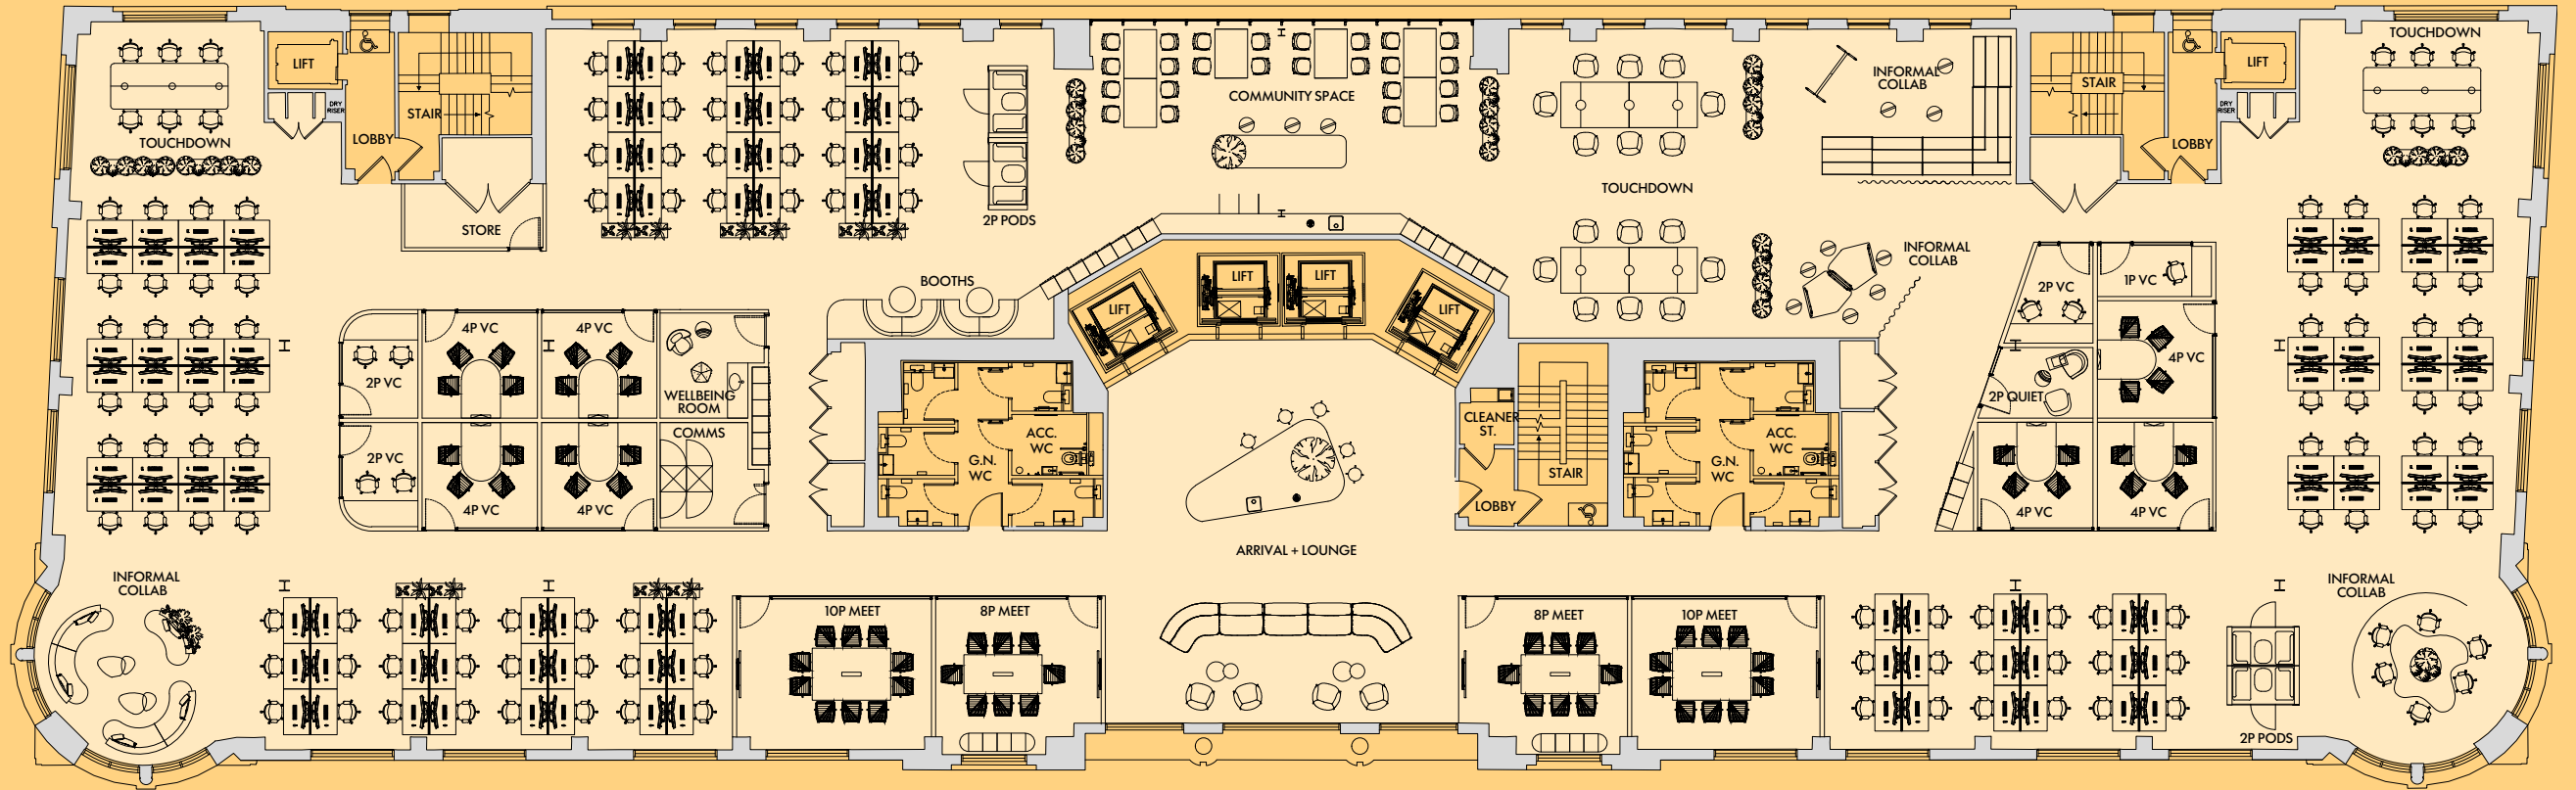 TOUCHDOWN
LIFT
DRY
RISER
STAIR
LOBBY
STORE
2P PODS
COMMUNITY SPACE
TOUCHDOWN
INFORMAL
COLLAB
STAIR
LIFT
DRY
RISER
LOBBY
TOUCHDOWN
BOOTHS
LIFT
LIFT
LIFT
LIFT
INFORMAL
COLLAB
2P VC
1P VC
4P VC
2P QUIET
4P VC
4P VC
4P VC
4P VC
2P VC
WELLBEING
ROOM
2P VC
COMMS
4P VC
4P VC
ACC.
WC
G.N.
WC
CLEANER
ST.
STAIR
LOBBY
ACC.
WC
G.N.
WC
ARRIVAL + LOUNGE
INFORMAL
COLLAB
10P MEET
8P MEET
8P MEET
10P MEET
2P PODS
INFORMAL
COLLAB